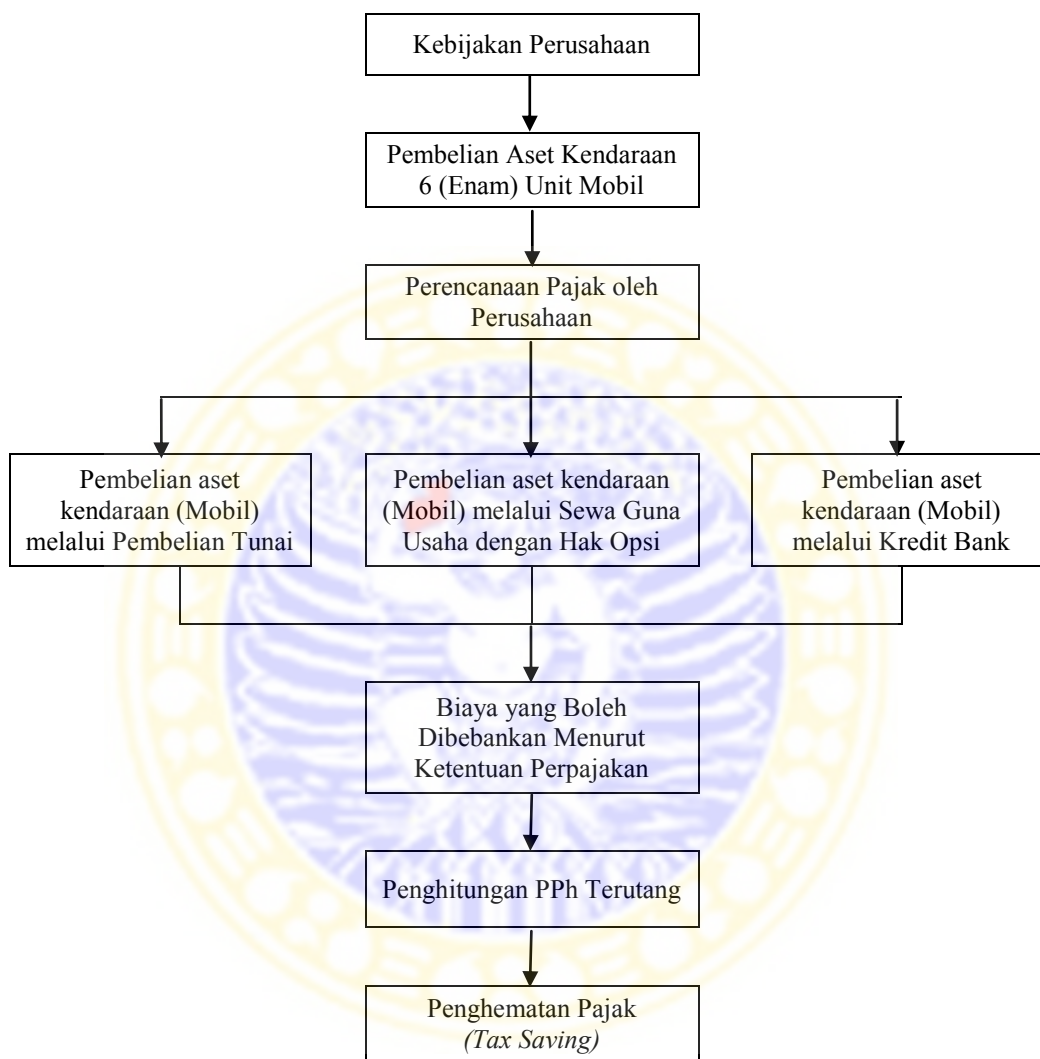 Kebijakan Perusahaan
Pembelian Aset Kendaraan
6 (Enam) Unit Mobil
Perencanaan Pajak oleh
Perusahaan
Pembelian aset
kendaraan (Mobil)
melalui Pembelian Tunai
Pembelian aset kendaraan
(Mobil) melalui Sewa Guna
Usaha dengan Hak Opsi
Pembelian aset
kendaraan (Mobil)
melalui Kredit Bank
Biaya yang Boleh
Dibebankan Menurut
Ketentuan Perpajakan
Penghitungan PPh Terutang
Penghematan Pajak
(Tax Saving)